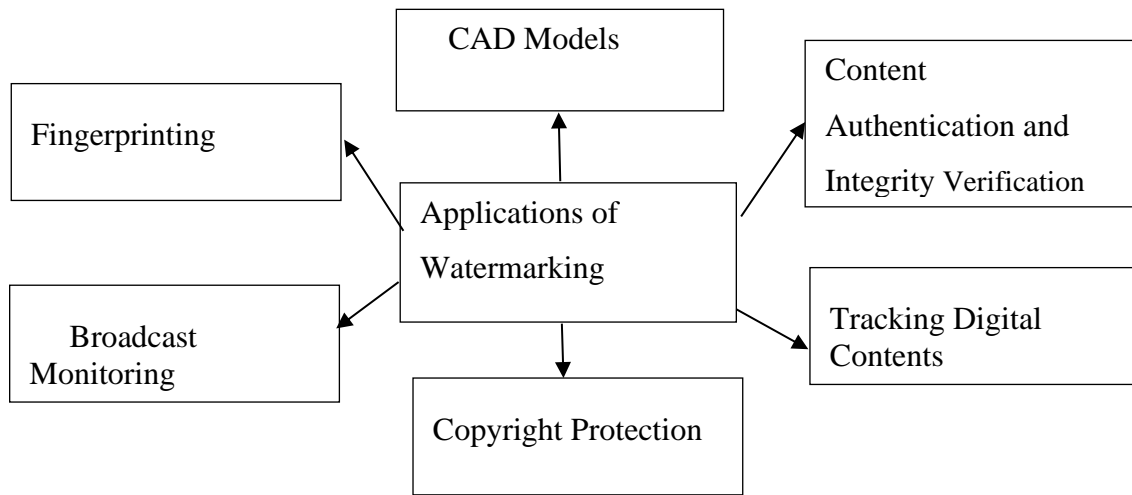 CAD Models
Content
Authentication and
Integrity Verification
Fingerprinting
Applications of
Watermarking
Broadcast
Monitoring
Tracking Digital
Contents
Copyright Protection